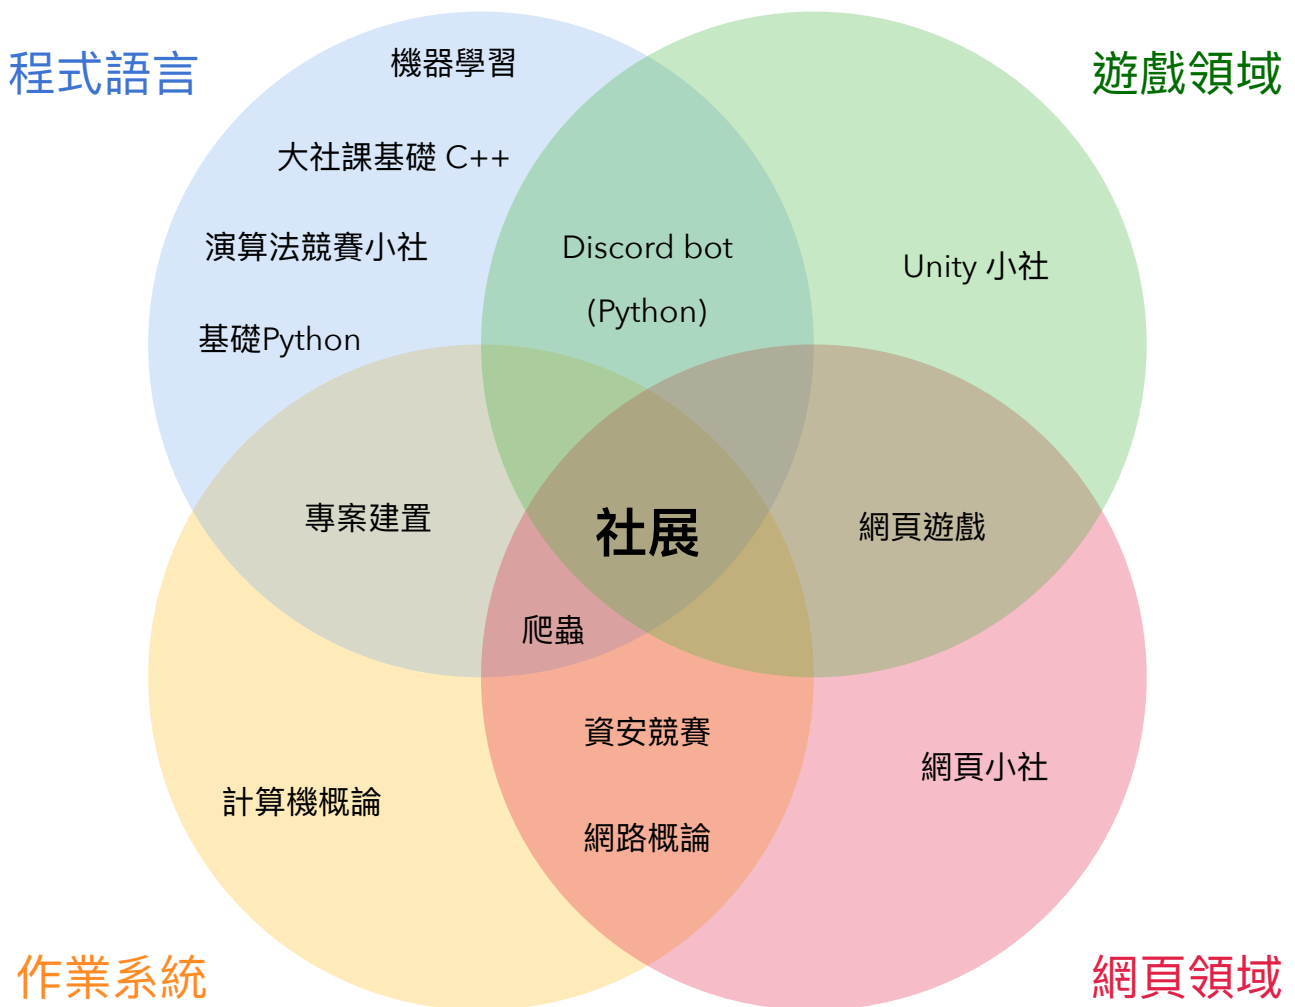 機器學習
程式語言
遊戲領域
大社課基礎 C++
演算法競賽小社
Discord bot
(Python)
Unity 小社
基礎Python
專案建置
社展
網頁遊戲
爬蟲
資安競賽
網頁小社
計算機概論
網路概論
作業系統
網頁領域